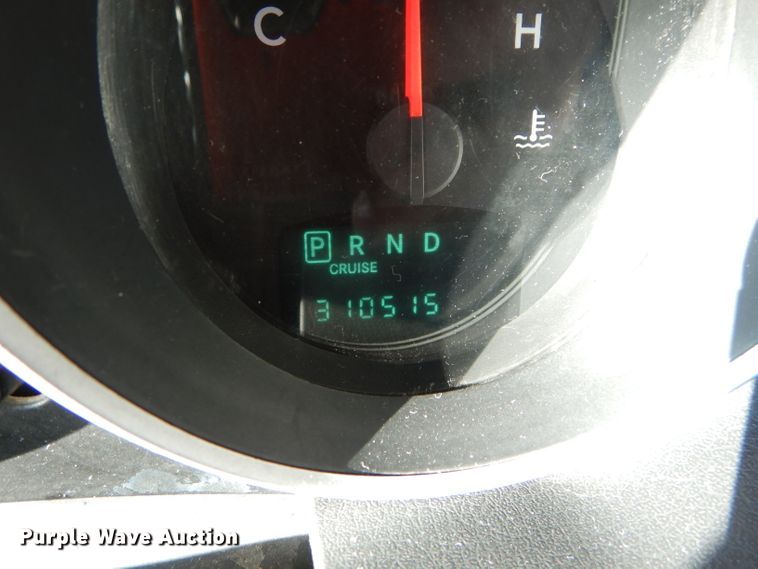 C H
P R N D
CRUISE
310515
Purple Wave Auction